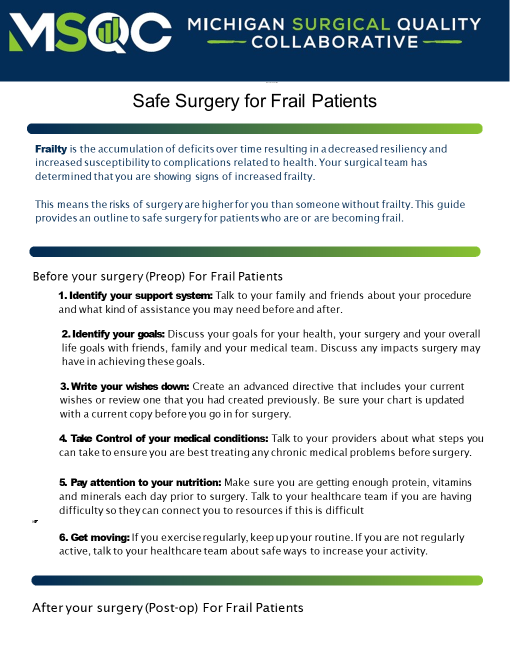 MSQC MICHIGAN SURGICAL QUALITY
COLLABORATIVE
Safe Surgery for Frail Patients
Frailty is the accumulation of deficits over time resulting in a decreased resiliency and
increased susceptibility to complications related to health. Your surgical team has
determined that you are showing signs of increased frailty.
This means the risks of surgery are higher for you than someone without frailty. This guide
provides an outline to safe surgery for patients who are or are becoming frail.
Before your surgery (Preop) For Frail Patients
1. Identify your support system: Talk to your family and friends about your procedure
and what kind of assistance you may need before and after.
2. Identify your goals: Discuss your goals for your health, your surgery and your overall
life goals with friends, family and your medical team. Discuss any impacts surgery may
have in achieving these goals.
3. Write your wishes down: Create an advanced directive that includes your current
wishes or review one that you had created previously. Be sure your chart is updated
with a current copy before you go in for surgery.
4. Take Control of your medical conditions: Talk to your providers about what steps you
can take to ensure you are best treating any chronic medical problems before surgery.
5. Pay attention to your nutrition: Make sure you are getting enough protein, vitamins
and minerals each day prior to surgery. Talk to your healthcare team if you are having
difficulty so they can connect you to resources if this is difficult
6. Get moving: If you exercise regularly, keep up your routine. If you are not regularly
active, talk to your healthcare team about safe ways to increase your activity.
After your surgery (Post-op) For Frail Patients